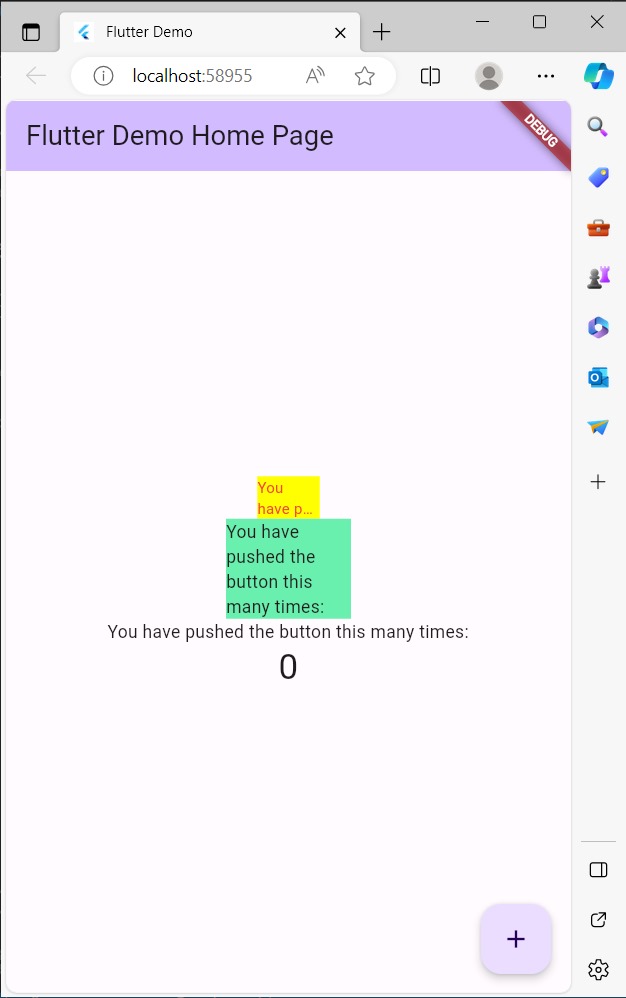 Flutter Demo
localhost:58955
Flutter Demo Home Page
DEBUG
You
have p...
You have
pushed the
button this
many times:
You have pushed the button this many times:
0